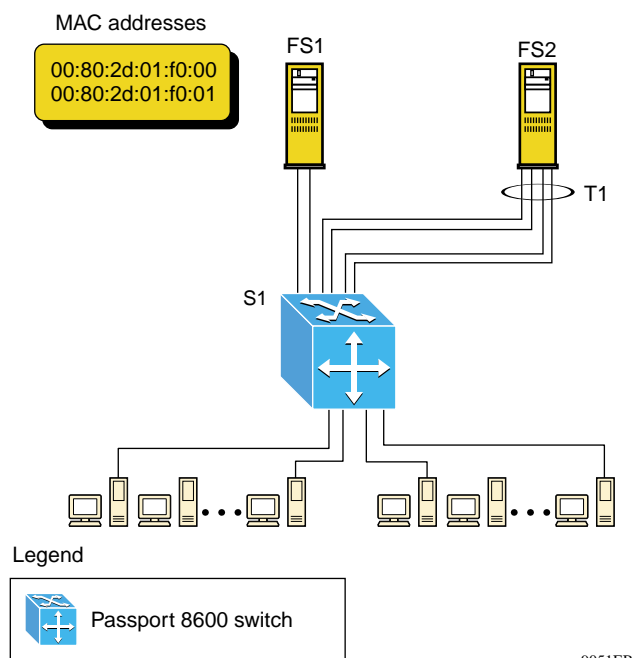 MAC addresses
00:80:2d:01:f0:00
00:80:2d:01:f0:01
FS1
FS2
T1
S1
Legend
Passport 8600 switch